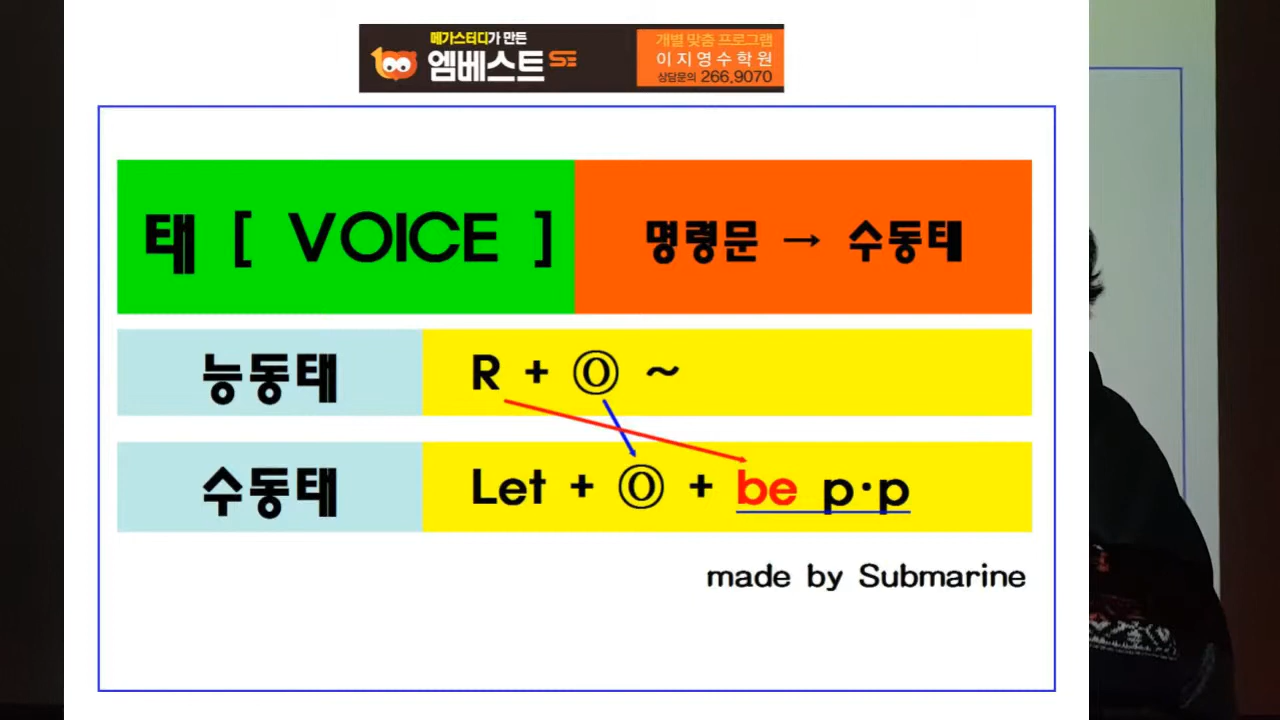 메가스터디가 만든
엠베스트 SE
개별 맞춤 프로그램
이지영수학원
상담문의 266.9070
태 [ VOICE ]
명령문 → 수동태
능동태
R + Ⓞ ~
수동태
Let + Ⓞ + be p·p
made by Submarine